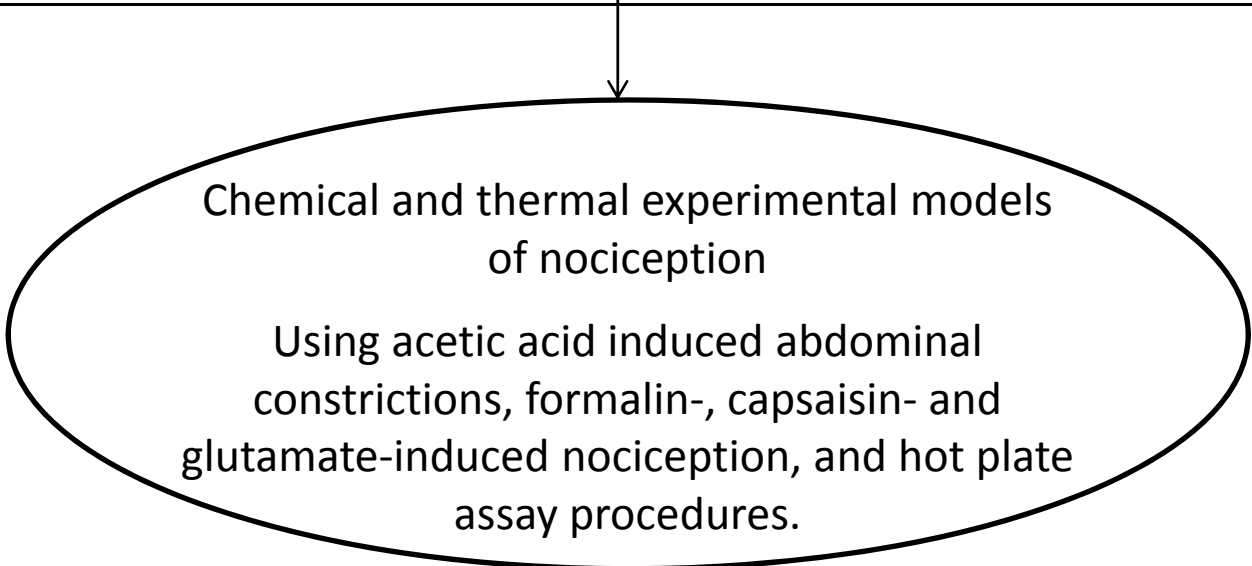 Chemical and thermal experimental models
of nociception
Using acetic acid induced abdominal
constrictions, formalin-, capsaisin- and
glutamate-induced nociception, and hot plate
assay procedures.